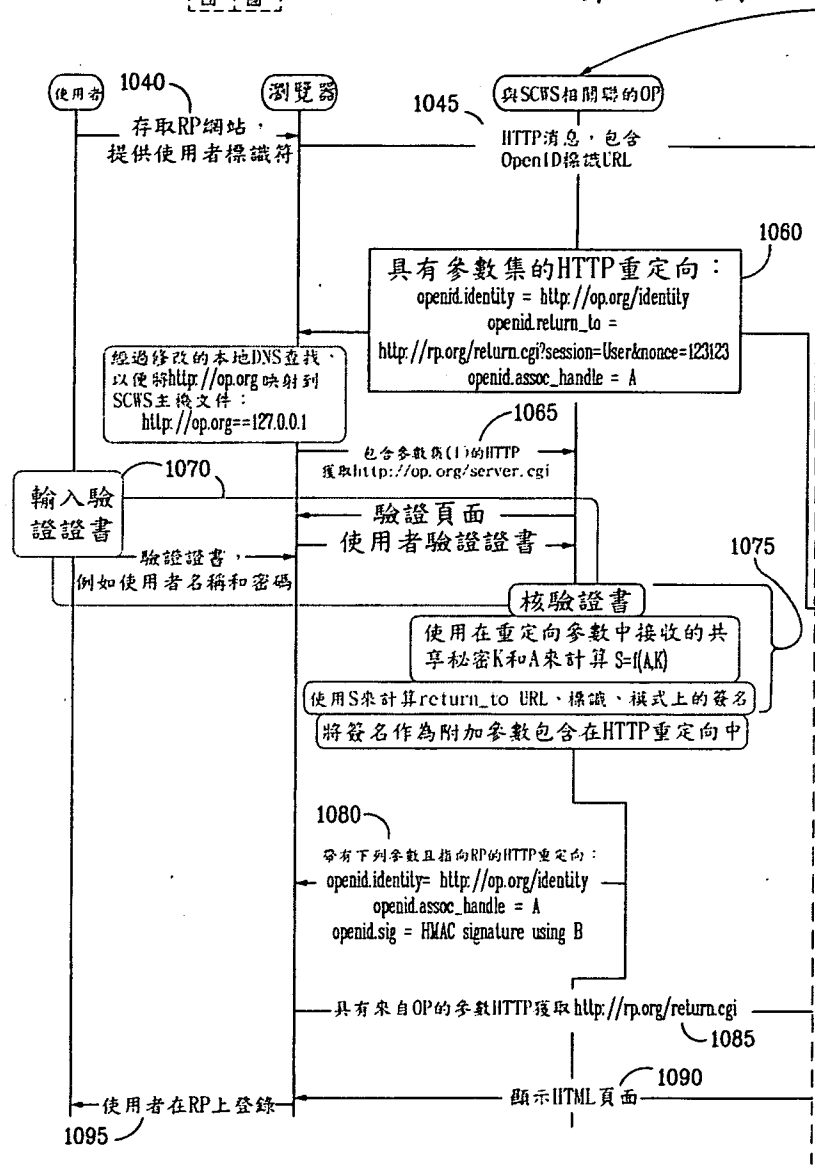 1040
使用者
瀏覽器
與SCWS相關聯的OP
1045
存取RP網站，
提供使用者標識符
HTTP消息，包含
OpenID標識URL
1060
具有參數集的HTTP重定向：
openid.identity = http://op.org/identity
openid.return_to =
http://rp.org/return.cgi?session=User&nonce=123123
openid.assoc_handle = A
經過修改的本地DNS查找、
以便將http://op.org映射到
SCWS主機文件：
http://op.org==127.0.0.1
1065
包含參數集(1)的HTTP
獲取http://op.org/server.cgi
1070
輸入驗
證證書
驗證頁面
使用者驗證證書
驗證證書，
例如使用者名稱和密碼
1075
核驗證書
使用在重定向參數中接收的共
享秘密K和A來計算 S=f(A,K)
使用S來計算return_to URL、標識、模式上的簽名
將簽名作為附加參數包含在HTTP重定向中
1080
帶有下列參數且指向RP的HTTP重定向：
openid.identity= http://op.org/identity
openid.assoc_handle = A
openid.sig = HMAC signature using B
具有來自OP的參數HTTP獲取http://rp.org/return.cgi
1085
1090
顯示HTML頁面
使用者在RP上登錄
1095